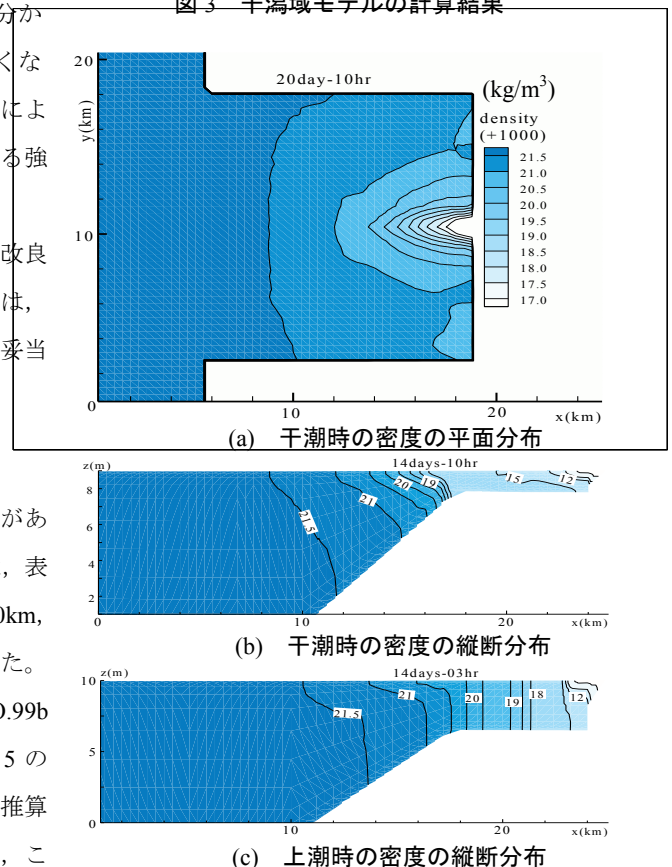 図 3 干潟域モデルの計算結果
分か
くな
によ
る強
改良
は,
妥当
があ
, 表
0km,
た。
0.99b
5 の
推算
, こ
20day-10hr
(kg/m3)
density
(+1000)
21.5
21.0
20.5
20.0
19.5
19.0
18.5
18.0
17.5
17.0
20
y(km)
10
0
10
20
x(km)
(a) 干潮時の密度の平面分布
z(m)
14days-10hr
8
6
4
2
21.5
21
20
19
15
12
0
10
20
x(km)
(b) 干潮時の密度の縦断分布
z(m)
14days-03hr
10
5
0
21.5
21
20
19
18
12
10
20
x(km)
(c) 上潮時の密度の縦断分布